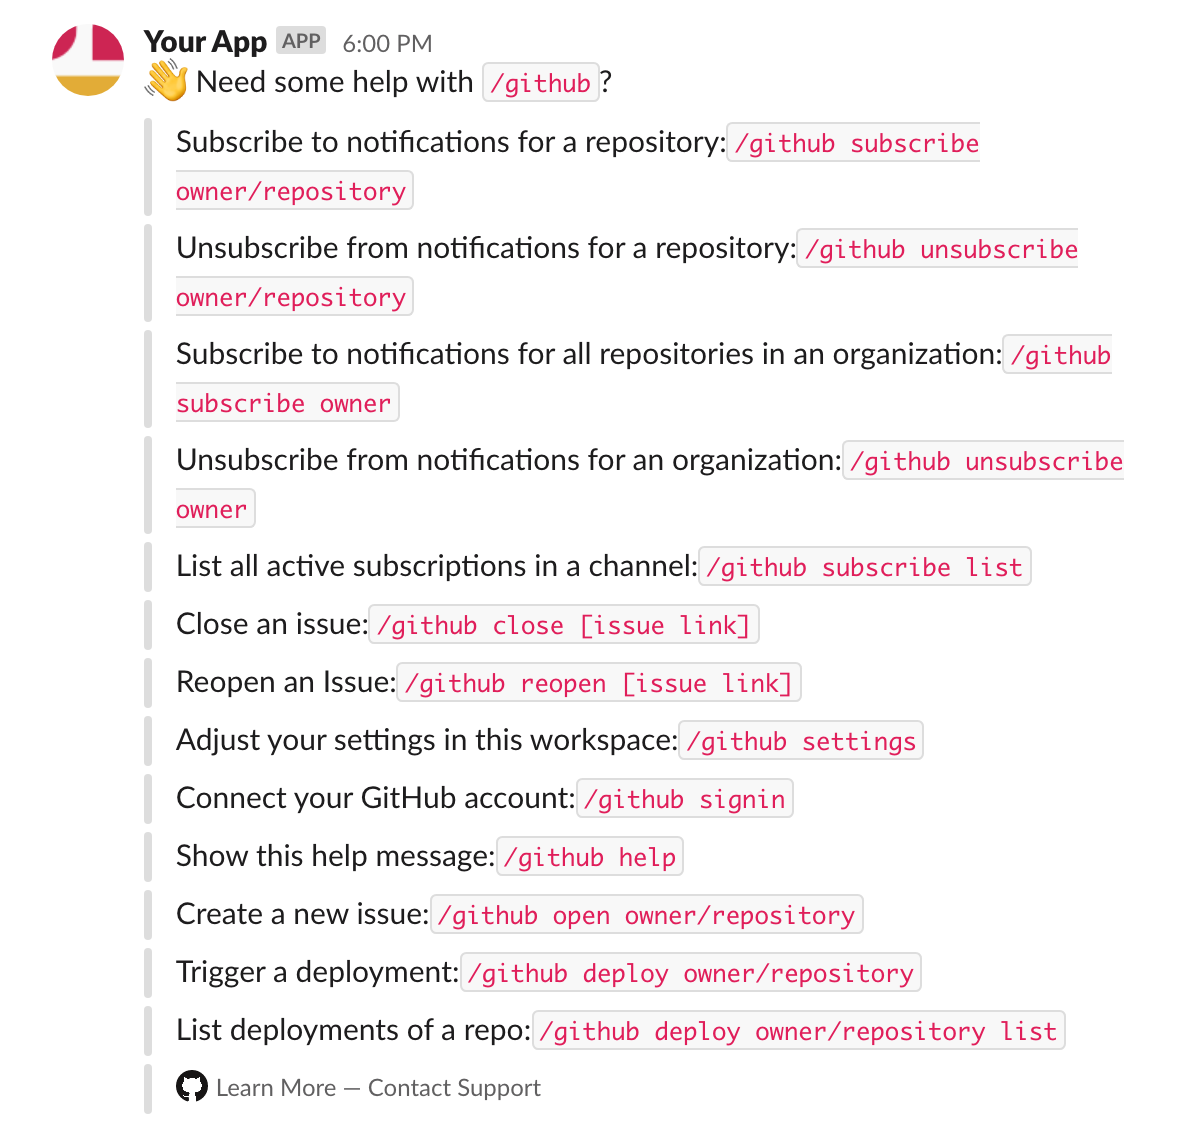 Your App APP 6:00 PM
👋 Need some help with /github?
Subscribe to notifications for a repository: /github subscribe
owner/repository
Unsubscribe from notifications for a repository: /github unsubscribe
owner/repository
Subscribe to notifications for all repositories in an organization: /github
subscribe owner
Unsubscribe from notifications for an organization: /github unsubscribe
owner
List all active subscriptions in a channel: /github subscribe list
Close an issue: /github close [issue link]
Reopen an Issue: /github reopen [issue link]
Adjust your settings in this workspace: /github settings
Connect your GitHub account: /github signin
Show this help message: /github help
Create a new issue: /github open owner/repository
Trigger a deployment: /github deploy owner/repository
List deployments of a repo: /github deploy owner/repository list
Learn More — Contact Support